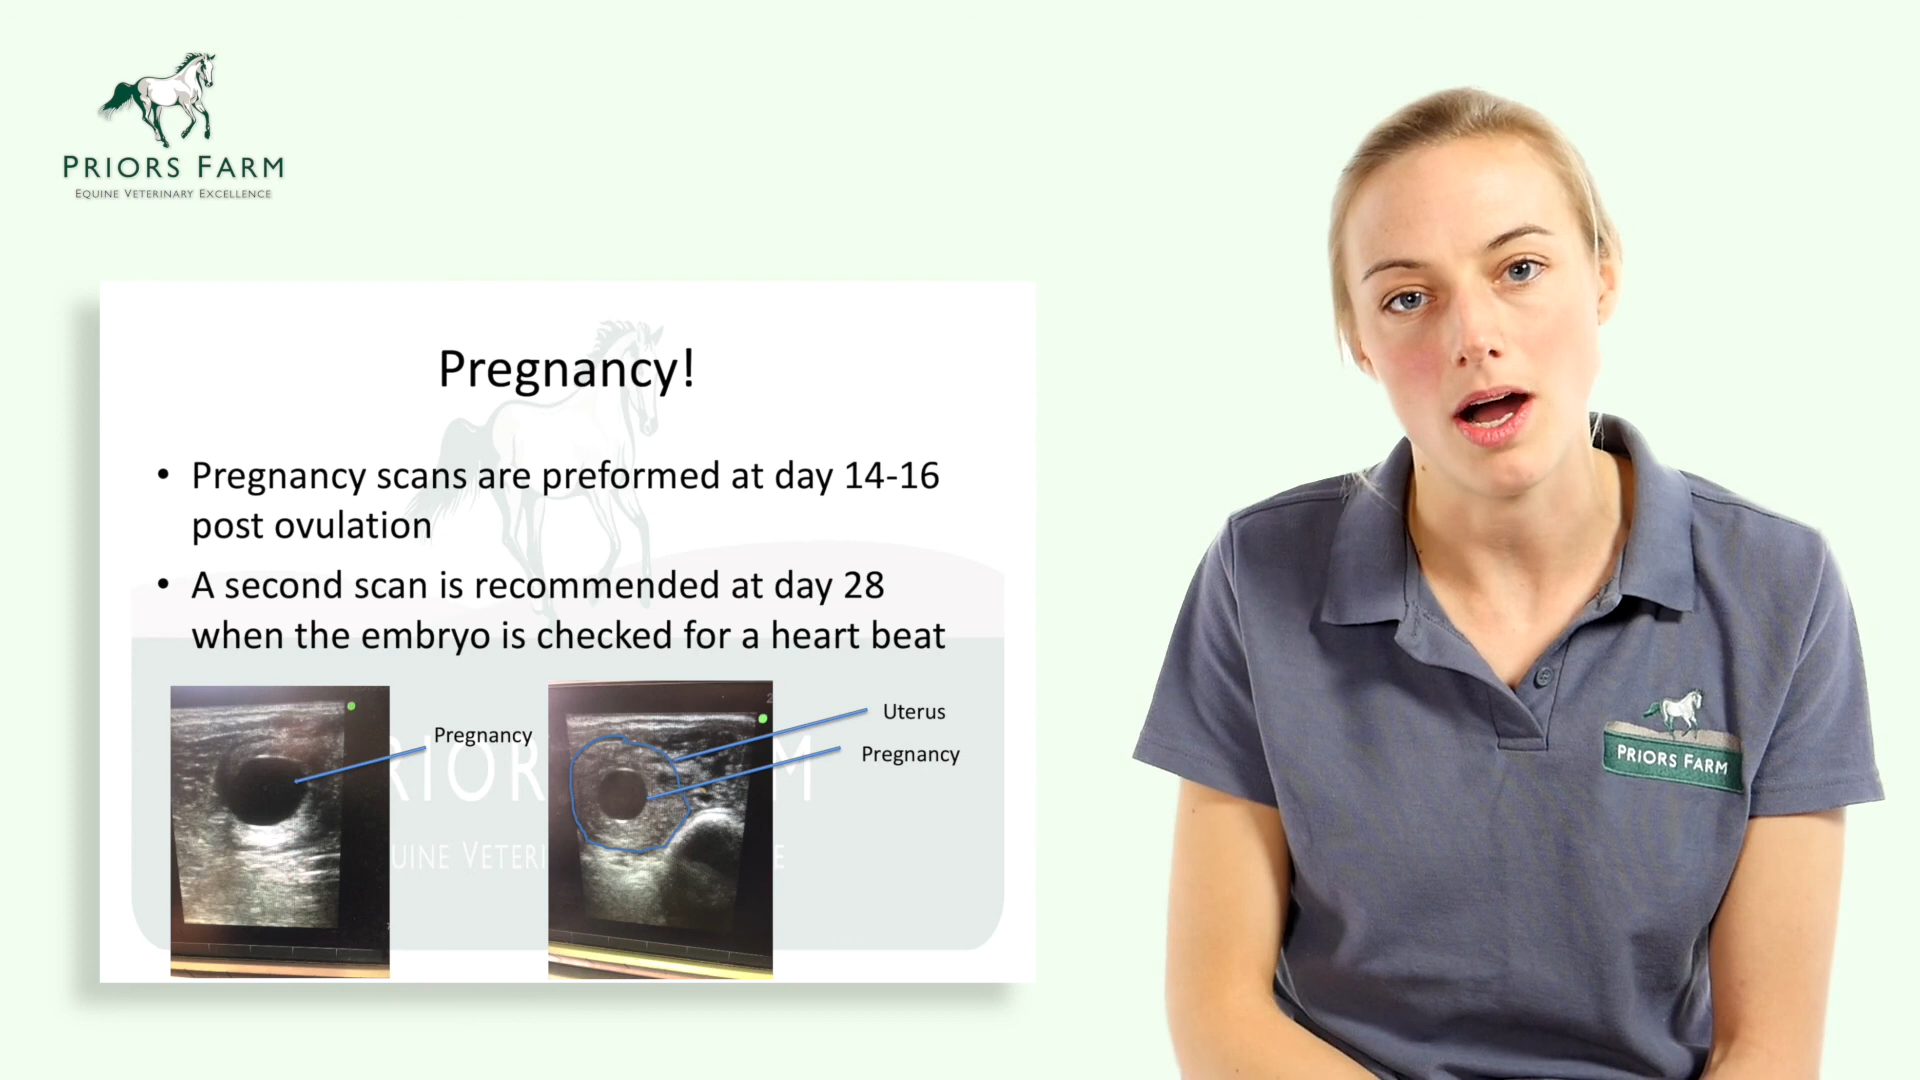 PRIORS FARM
EQUINE VETERINARY EXCELLENCE
Pregnancy!
• Pregnancy scans are preformed at day 14-16
post ovulation
• A second scan is recommended at day 28
when the embryo is checked for a heart beat
Pregnancy
Uterus
Pregnancy
PRIORS FARM